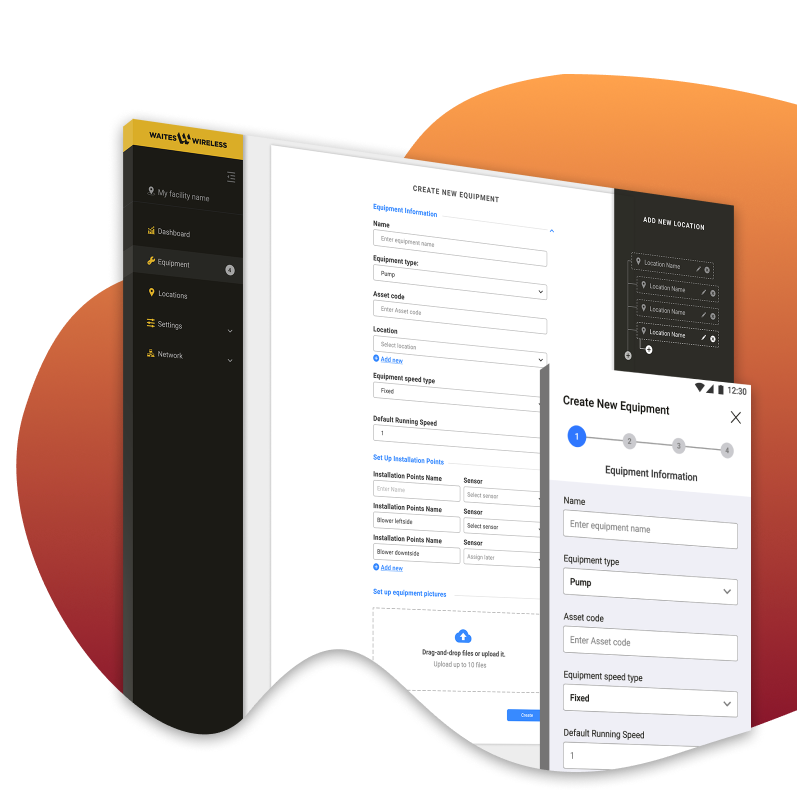 WAITES WIRELESS
My facility name
Dashboard
Equipment
4
Locations
Settings
Network
CREATE NEW EQUIPMENT
Equipment Information
Name
Enter equipment name
Equipment type:
Pump
Asset code
Enter Asset code
Location
Select location
Add new
Equipment speed type
Fixed
Default Running Speed
1
Set Up Installation Points
Installation Points Name Sensor
Enter Name Select sensor
Installation Points Name Sensor
Blower leftside Select sensor
Installation Points Name Sensor
Blower downtside Assign later
Add new
Set up equipment pictures
Drag-and-drop files or upload it.
Upload up to 10 files
Create
ADD NEW LOCATION
Location Name
Location Name
Location Name
Location Name
12:30
Create New Equipment
1 2 3 4
Equipment Information
Name
Enter equipment name
Equipment type
Pump
Asset code
Enter Asset code
Equipment speed type
Fixed
Default Running Speed
1